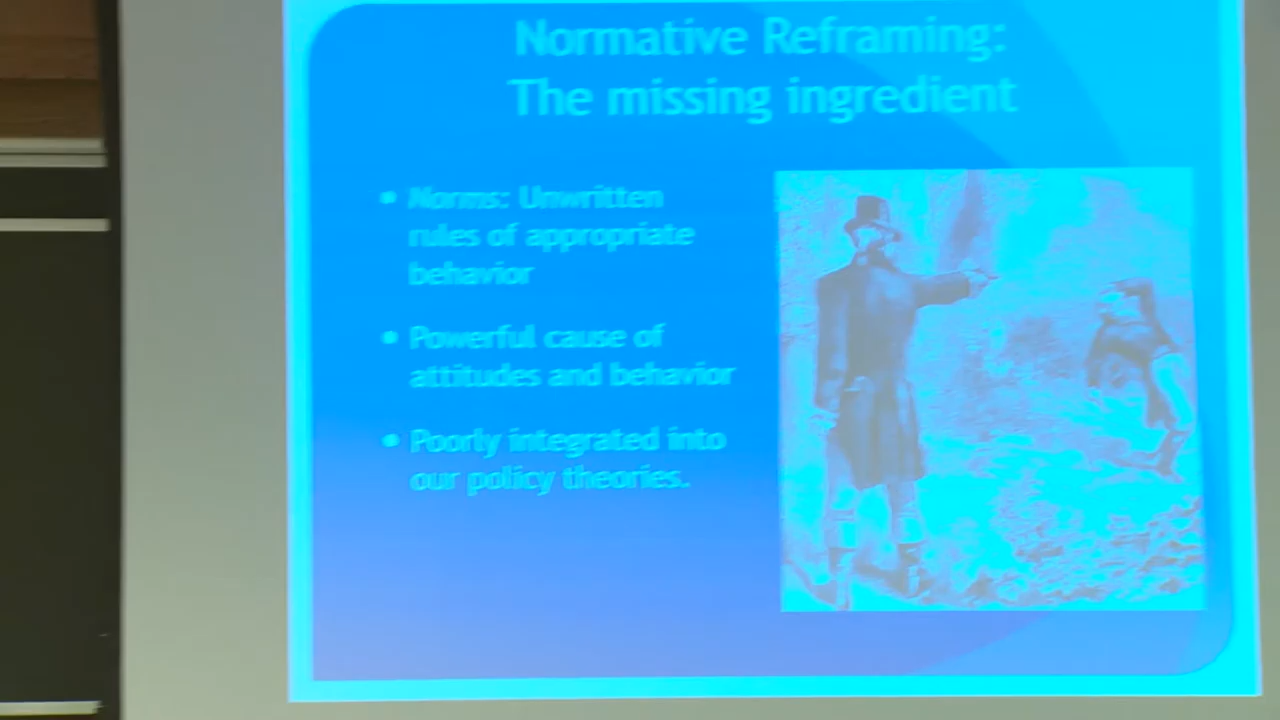 Normative Reframing:
The missing ingredient
• Norms: Unwritten
rules of appropriate
behavior
• Powerful cause of
attitudes and behavior
• Poorly integrated into
our policy theories.